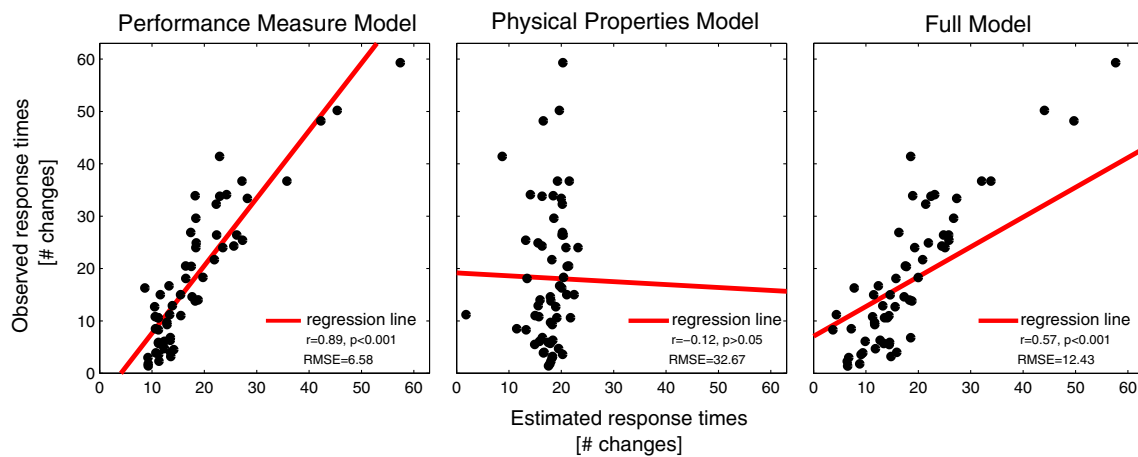 Performance Measure Model
Physical Properties Model
Full Model
Observed response times
[# changes]
60
50
40
30
20
10
0
regression line
r=0.89, p<0.001
RMSE=6.58
0 10 20 30 40 50 60
regression line
r=−0.12, p>0.05
RMSE=32.67
0 10 20 30 40 50 60
regression line
r=0.57, p<0.001
RMSE=12.43
0 10 20 30 40 50 60
Estimated response times
[# changes]